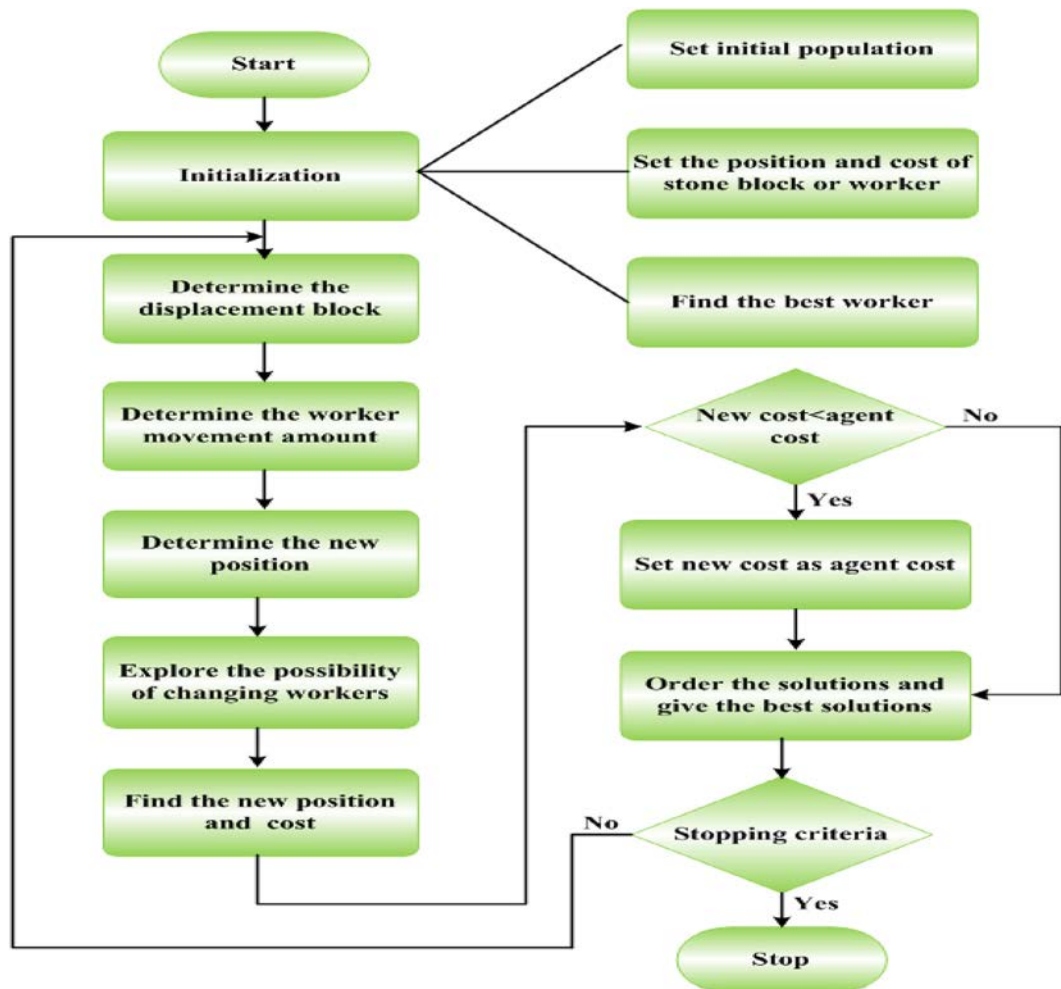 Start
Initialization
Set initial population
Set the position and cost of
stone block or worker
Find the best worker
Determine the
displacement block
Determine the worker
movement amount
Determine the new
position
Explore the possibility
of changing workers
Find the new position
and cost
New cost<agent
cost
No
Yes
Set new cost as agent cost
Order the solutions and
give the best solutions
Stopping criteria
No
Yes
Stop